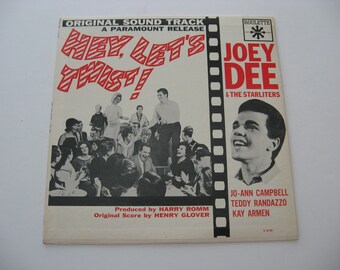 ORIGINAL SOUND TRACK
A PARAMOUNT RELEASE
HEY, LET'S
TWIST!
ROULETTE
JOEY
DEE
& THE STARLITERS
JO-ANN CAMPBELL
TEDDY RANDAZZO
KAY ARMEN
Produced by HARRY ROMM
Original Score by HENRY GLOVER